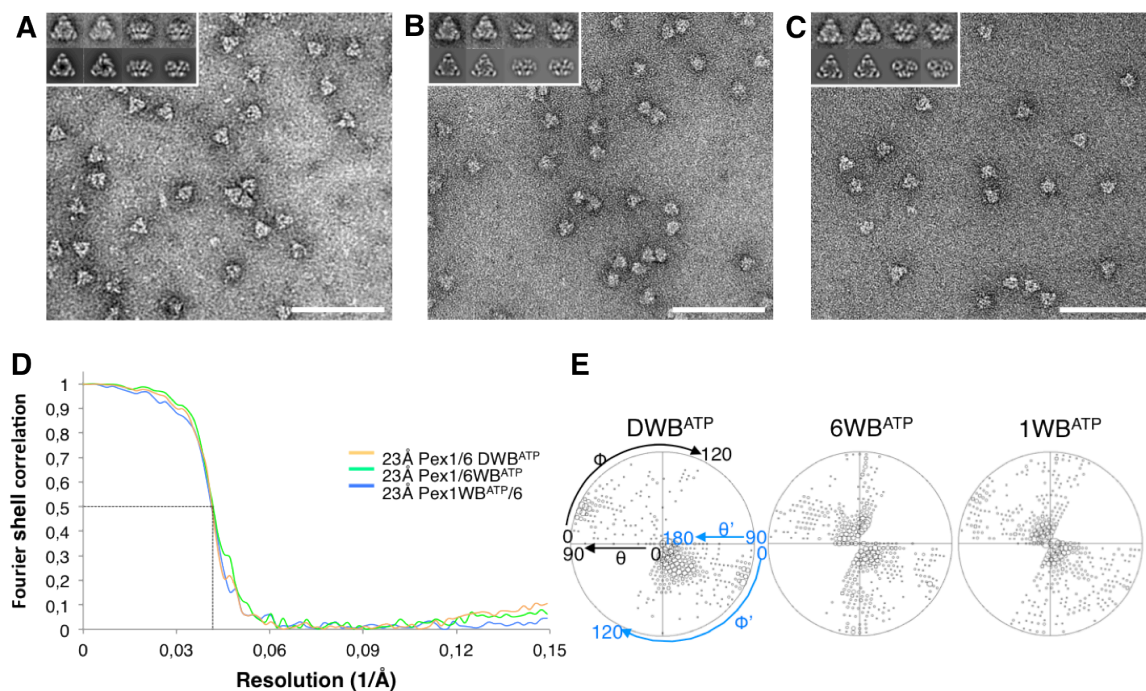 A
B
C
D
Fourier shell correlation
1
0,9
0,8
0,7
0,6
0,5
0,4
0,3
0,2
0,1
0
0 0,03 0,06 0,09 0,12 0,15
Resolution (1/Å)
23Å Pex1/6 DWBᴬᵀᴾ
23Å Pex1/6WBᴬᵀᴾ
23Å Pex1WBᴬᵀᴾ/6
E
DWBᴬᵀᴾ
6WBᴬᵀᴾ
1WBᴬᵀᴾ
Φ 120
0 180 θ' 90
90 θ 0 0
120 Φ'